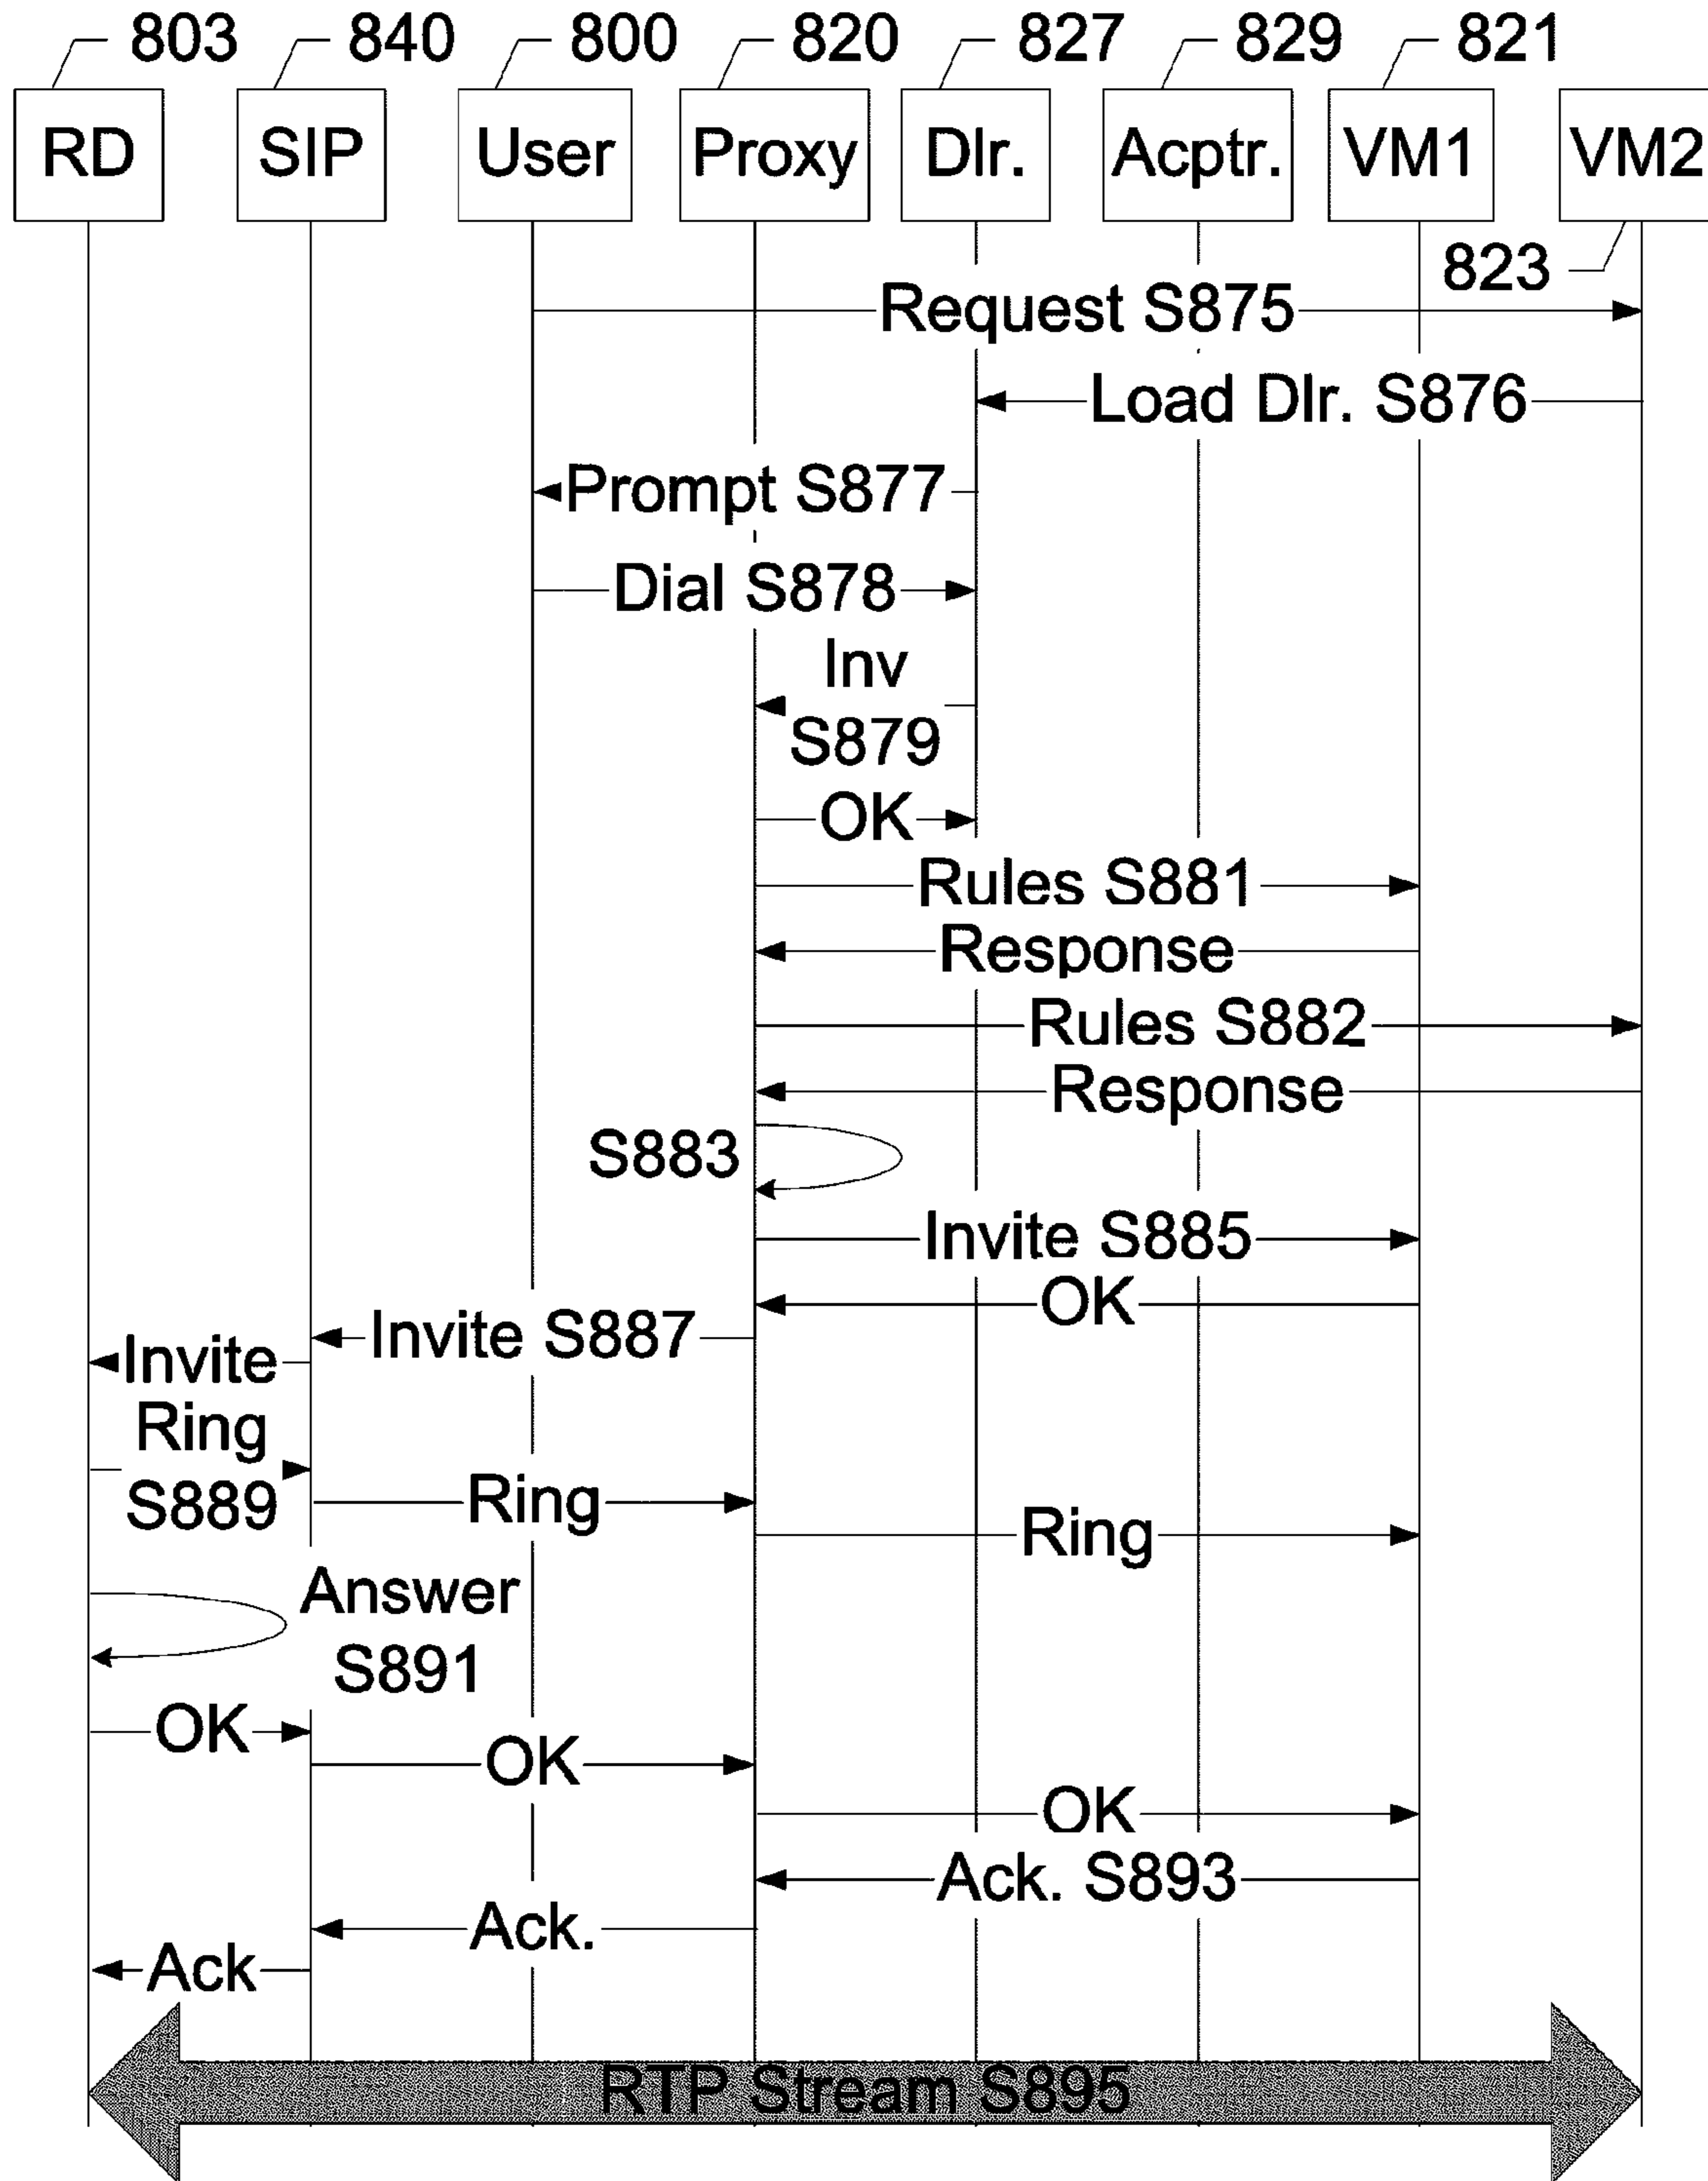 803 840 800 820 827 829 821
RD SIP User Proxy Dlr. Acptr. VM1 VM2
823
Request S875
Load Dlr. S876
Prompt S877
Dial S878
Inv
S879
OK
Rules S881
Response
Rules S882
Response
S883
Invite S885
OK
Invite S887
Invite
Ring
S889
Ring
Ring
Answer
S891
OK
OK
OK
Ack. S893
Ack.
Ack
RTP Stream S895